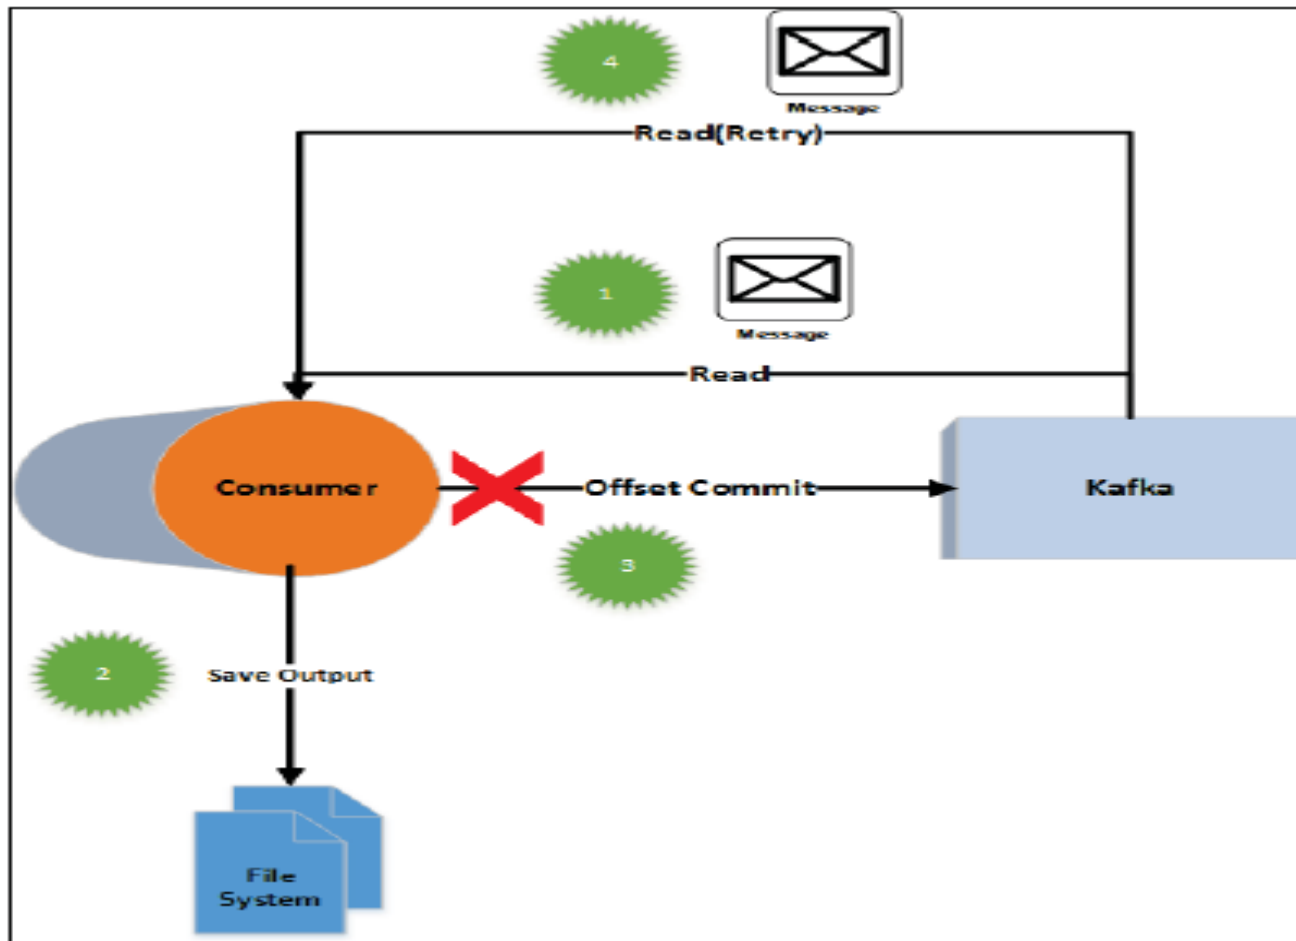 4
Message
Read(Retry)
1
Message
Read
Consumer
Offset Commit
Kafka
3
2
Save Output
File
System